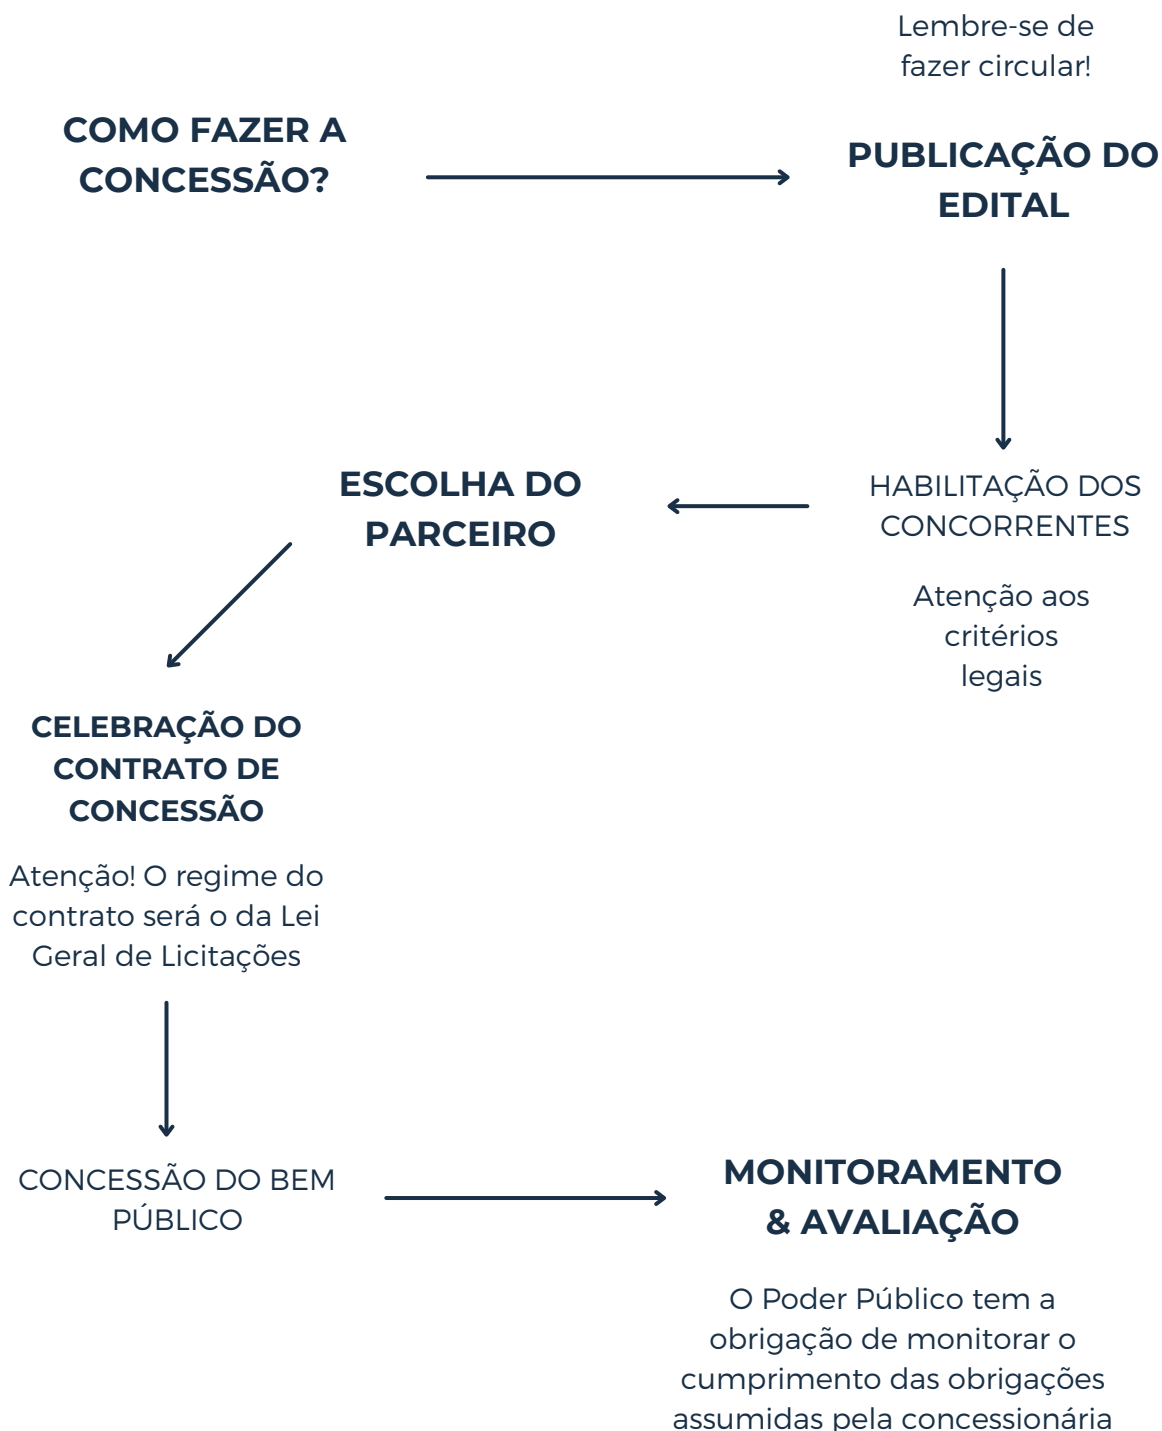 COMO FAZER A
CONCESSÃO?
Lembre-se de
fazer circular!
PUBLICAÇÃO DO
EDITAL
HABILITAÇÃO DOS
CONCORRENTES
Atenção aos
critérios
legais
ESCOLHA DO
PARCEIRO
CELEBRAÇÃO DO
CONTRATO DE
CONCESSÃO
Atenção! O regime do
contrato será o da Lei
Geral de Licitações
CONCESSÃO DO BEM
PÚBLICO
MONITORAMENTO
& AVALIAÇÃO
O Poder Público tem a
obrigação de monitorar o
cumprimento das obrigações
assumidas pela concessionária